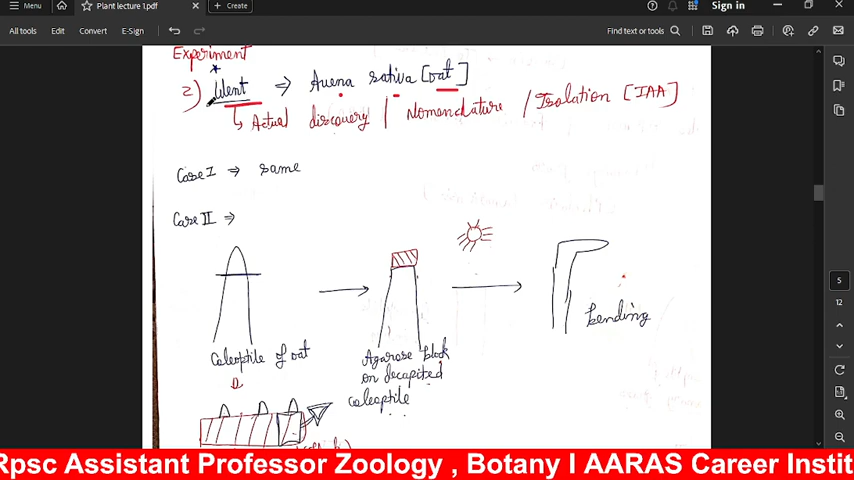 Menu
Plant lecture 1.pdf
Create
Sign in
All tools
Edit
Convert
E-Sign
Find text or tools
Experiment
2) Went ⇒ Avena sativa [oat]
↳ Actual discovery / Nomenclature / Isolation [IAA]
Case I ⇒ same
Case II ⇒
bending
Coleoptile of oat
Agarose block
on decapited
coleoptile
5
12
Rpsc Assistant Professor Zoology , Botany I AARAS Career Instit